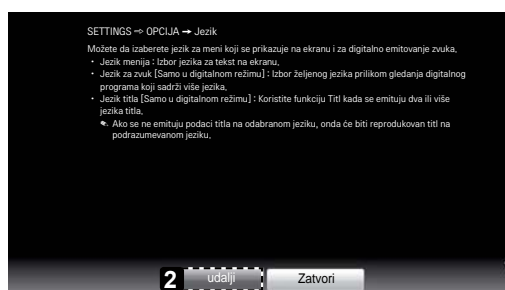 SETTINGS ⇨ OPCIJA ➙ Jezik
Možete da izaberete jezik za meni koji se prikazuje na ekranu i za digitalno emitovanje zvuka.
• Jezik menija : Izbor jezika za tekst na ekranu.
• Jezik za zvuk [Samo u digitalnom režimu] : Izbor željenog jezika prilikom gledanja digitalnog
programa koji sadrži više jezika.
• Jezik titla [Samo u digitalnom režimu] : Koristite funkciju Titl kada se emituju dva ili više
jezika titla.
Ako se ne emituju podaci titla na odabranom jeziku, onda će biti reprodukovan titl na
podrazumevanom jeziku.
2 udalji Zatvori